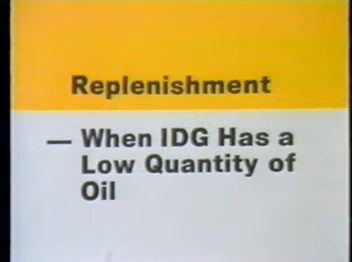 Replenishment
— When IDG Has a
Low Quantity of
Oil